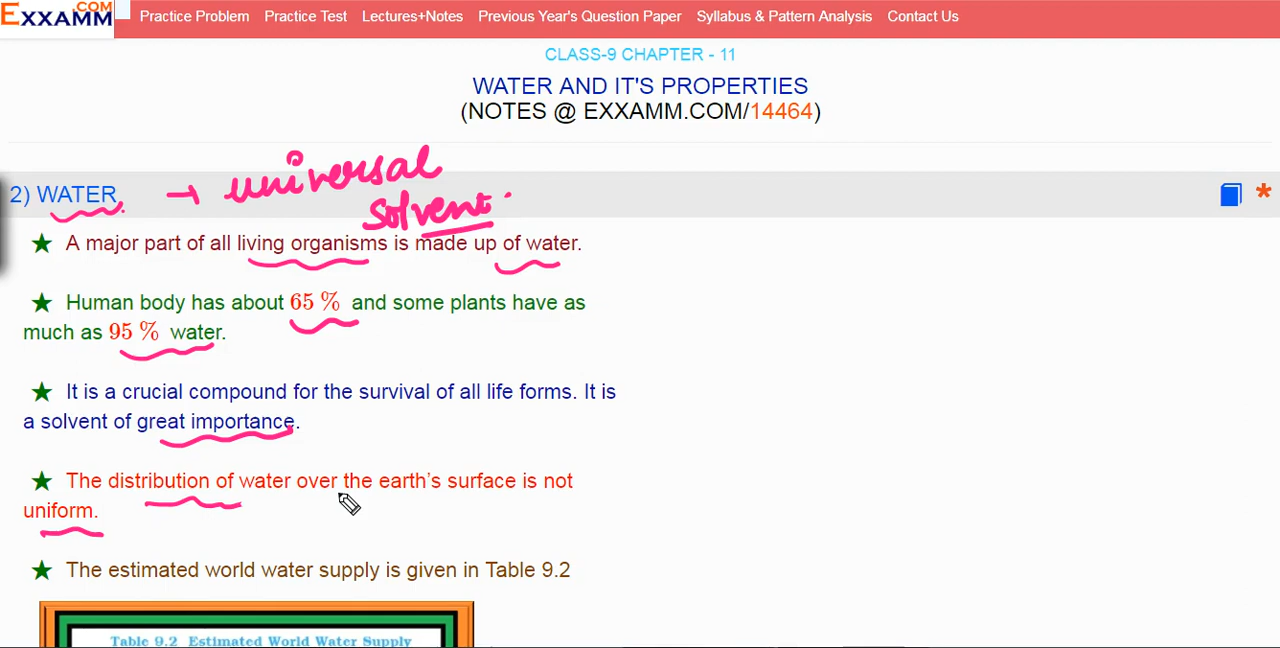 EXXAMM.COM
Practice Problem Practice Test Lectures+Notes Previous Year's Question Paper Syllabus & Pattern Analysis Contact Us
CLASS-9 CHAPTER - 11
WATER AND IT'S PROPERTIES
(NOTES @ EXXAMM.COM/14464)
2) WATER → universal
solvent.
★ A major part of all living organisms is made up of water.
★ Human body has about 65 % and some plants have as
much as 95 % water.
★ It is a crucial compound for the survival of all life forms. It is
a solvent of great importance.
★ The distribution of water over the earth's surface is not
uniform.
★ The estimated world water supply is given in Table 9.2
Table 9.2 Estimated World Water Supply